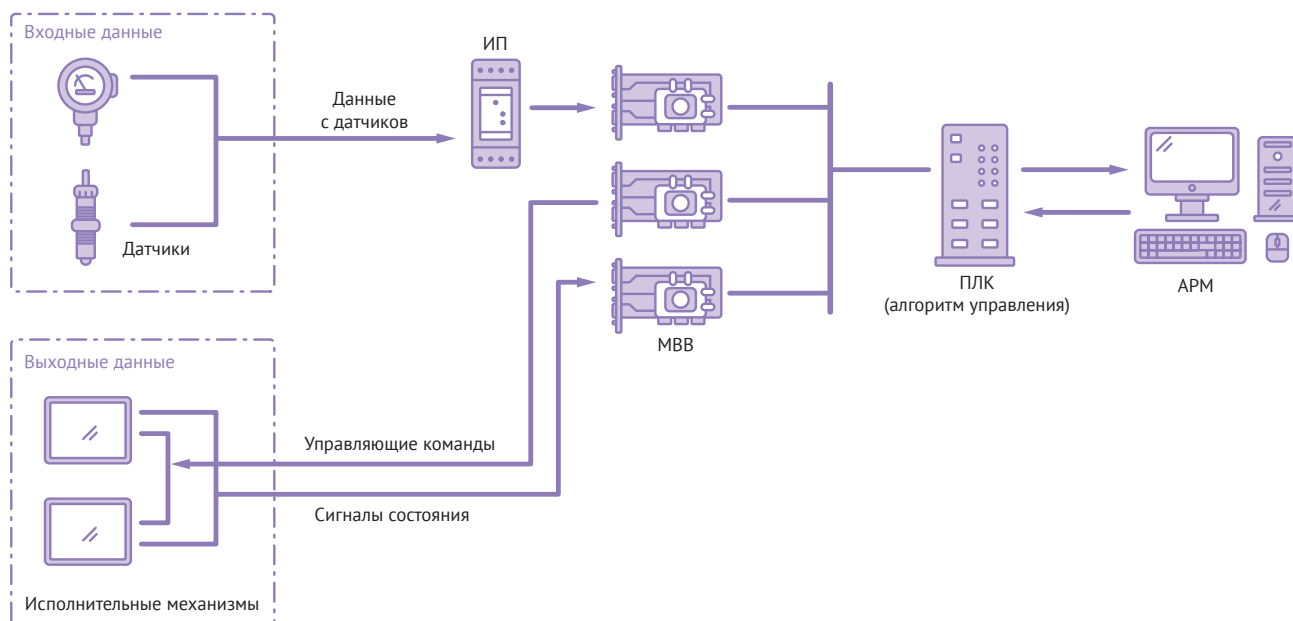 Входные данные
Датчики
Данные
с датчиков
ИП
МВВ
ПЛК
(алгоритм управления)
АРМ
Выходные данные
Управляющие команды
Сигналы состояния
Исполнительные механизмы